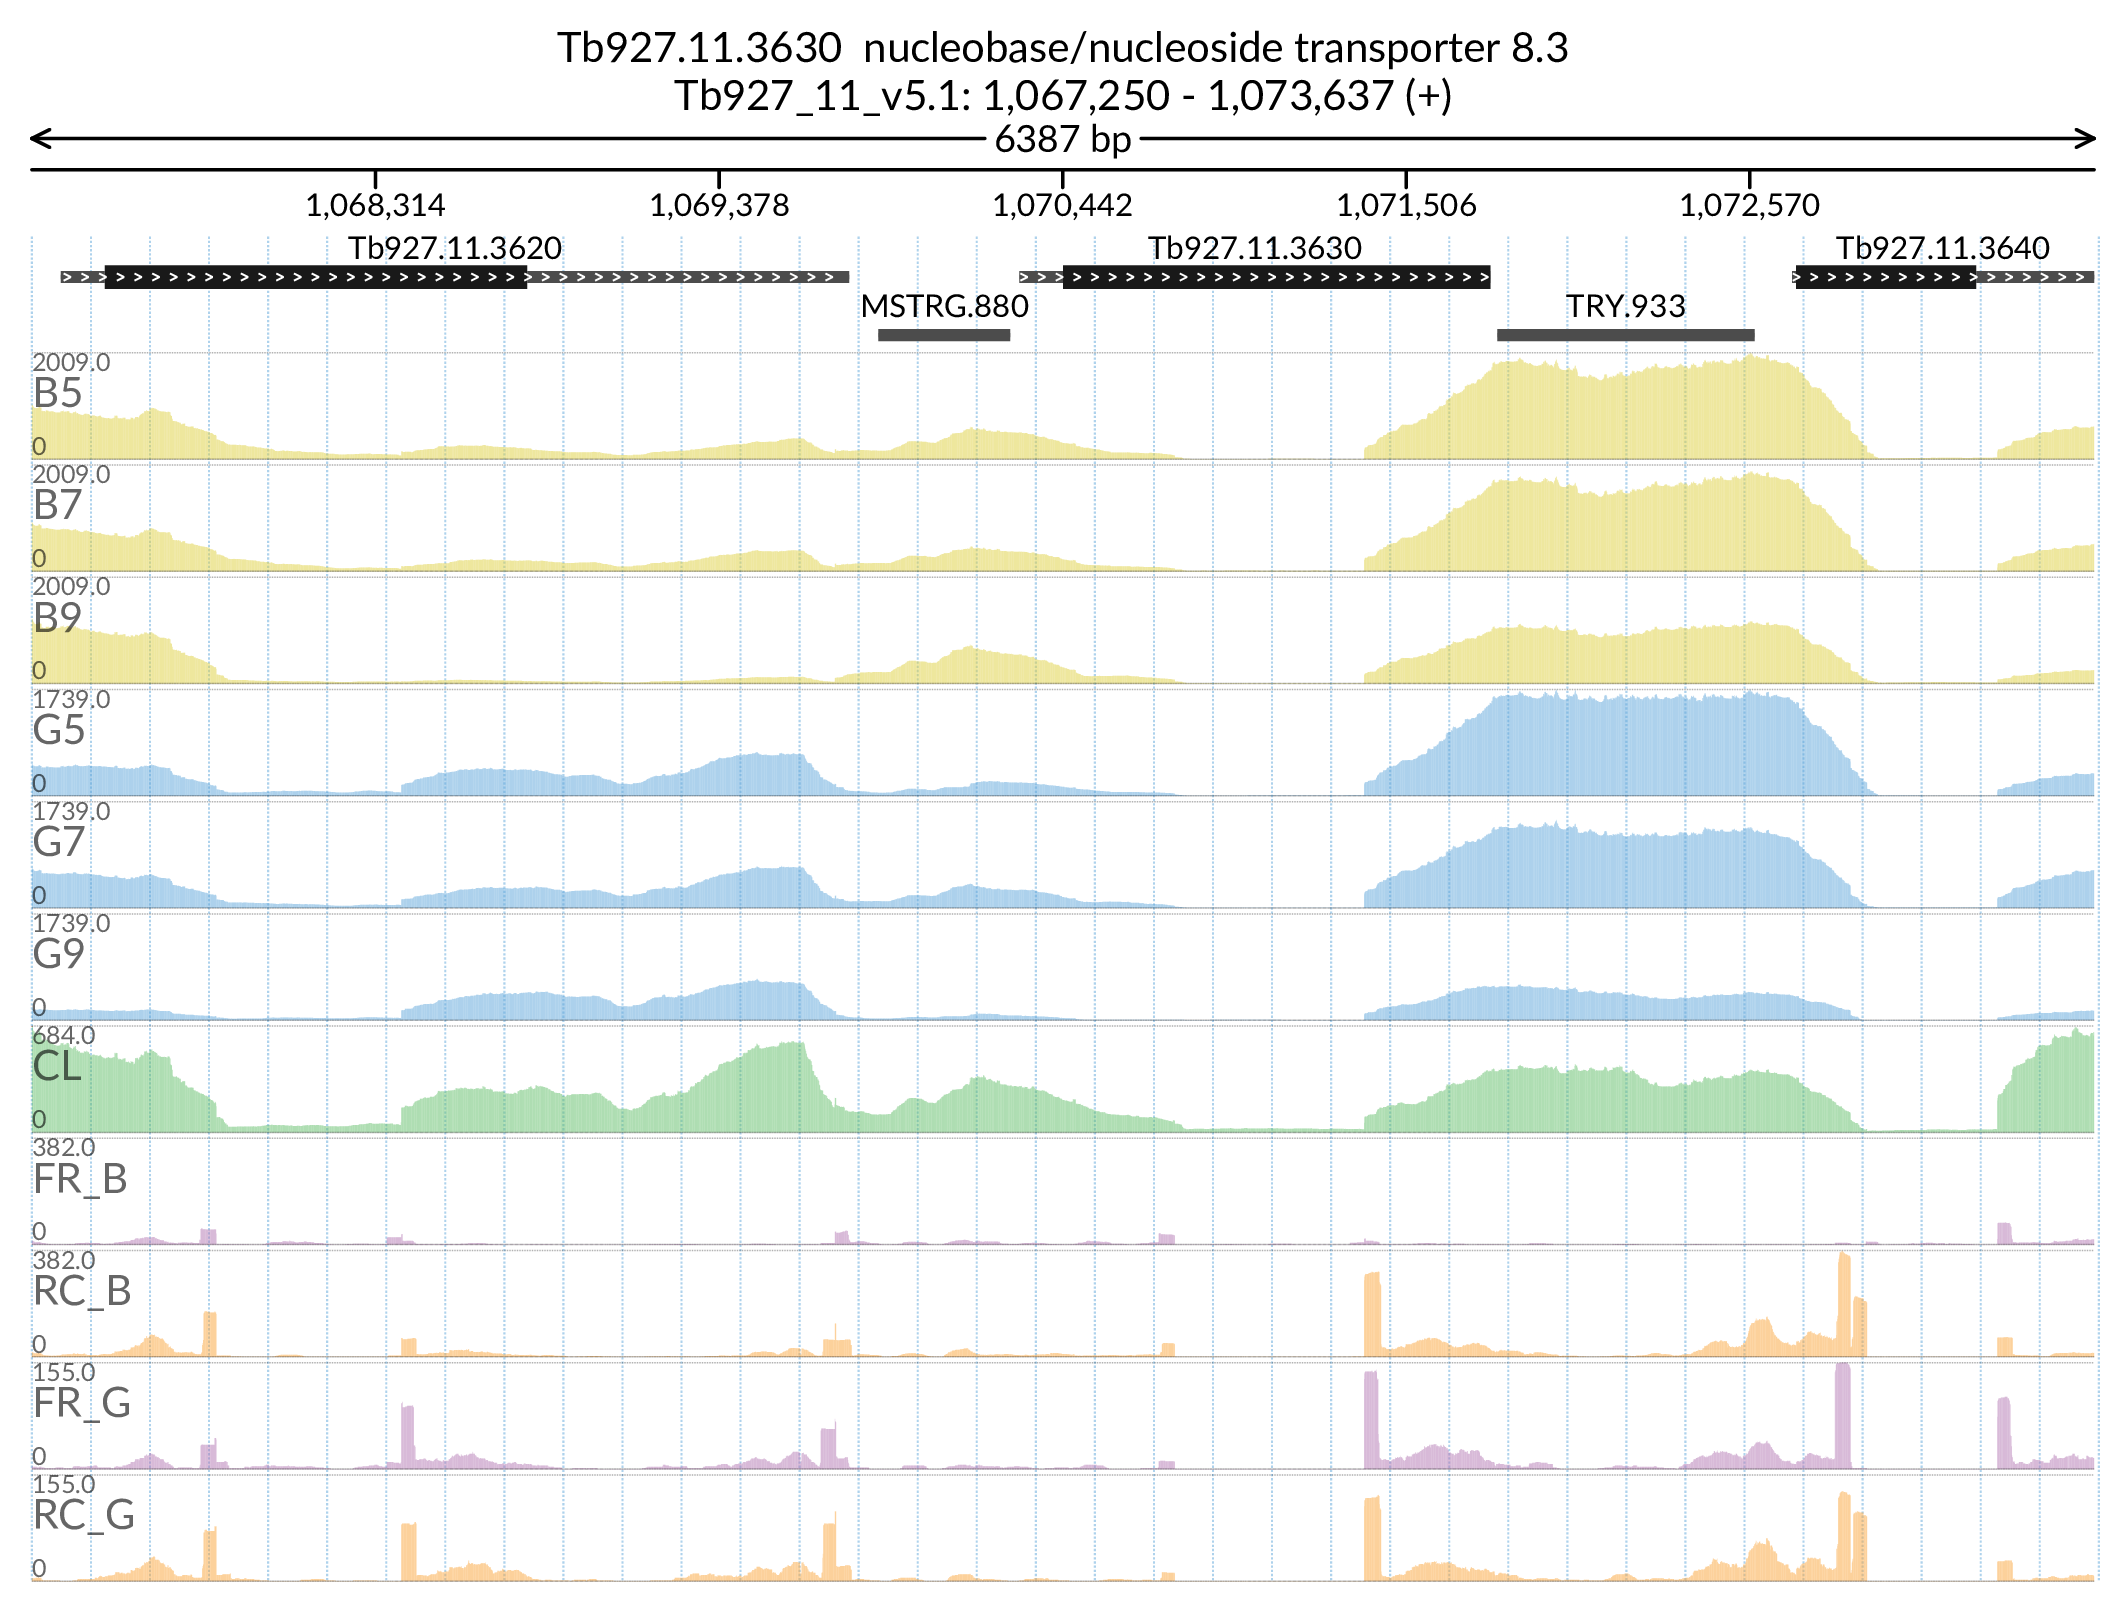 Tb927.11.3630  nucleobase/nucleoside transporter 8.3
Tb927_11_v5.1: 1,067,250 - 1,073,637 (+)
6387 bp
1,068,314 1,069,378 1,070,442 1,071,506 1,072,570
Tb927.11.3620 Tb927.11.3630 Tb927.11.3640
MSTRG.880 TRY.933
2009.0
B5
0
2009.0
B7
0
2009.0
B9
0
1739.0
G5
0
1739.0
G7
0
1739.0
G9
0
684.0
CL
0
382.0
FR_B
0
382.0
RC_B
0
155.0
FR_G
0
155.0
RC_G
0